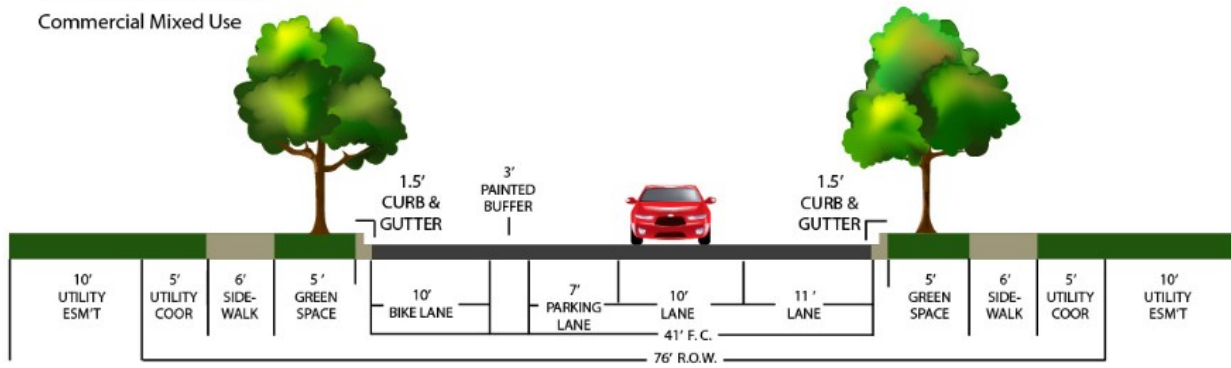 Commercial Mixed Use
1.5’
CURB &
GUTTER
3’
PAINTED
BUFFER
1.5’
CURB &
GUTTER
10’
UTILITY
ESM’T
5’
UTILITY
COOR
6’
SIDE-
WALK
5’
GREEN
SPACE
10’
BIKE LANE
7’
PARKING
LANE
10’
LANE
11’
LANE
5’
GREEN
SPACE
6’
SIDE-
WALK
5’
UTILITY
COOR
10’
UTILITY
ESM’T
41’ F.C.
76’ R.O.W.